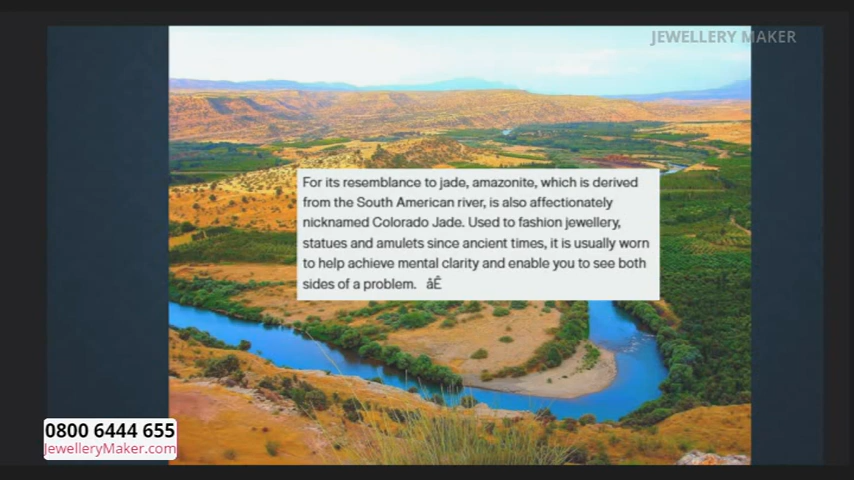 JEWELLERY MAKER
For its resemblance to jade, amazonite, which is derived
from the South American river, is also affectionately
nicknamed Colorado Jade. Used to fashion jewellery,
statues and amulets since ancient times, it is usually worn
to help achieve mental clarity and enable you to see both
sides of a problem. âÊ
0800 6444 655
JewelleryMaker.com